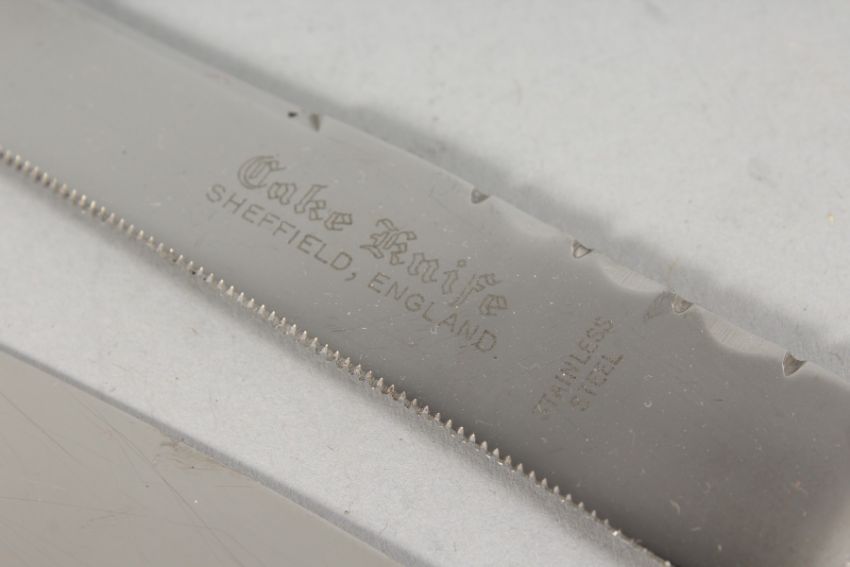 Cake Knife
SHEFFIELD, ENGLAND
STAINLESS
STEEL